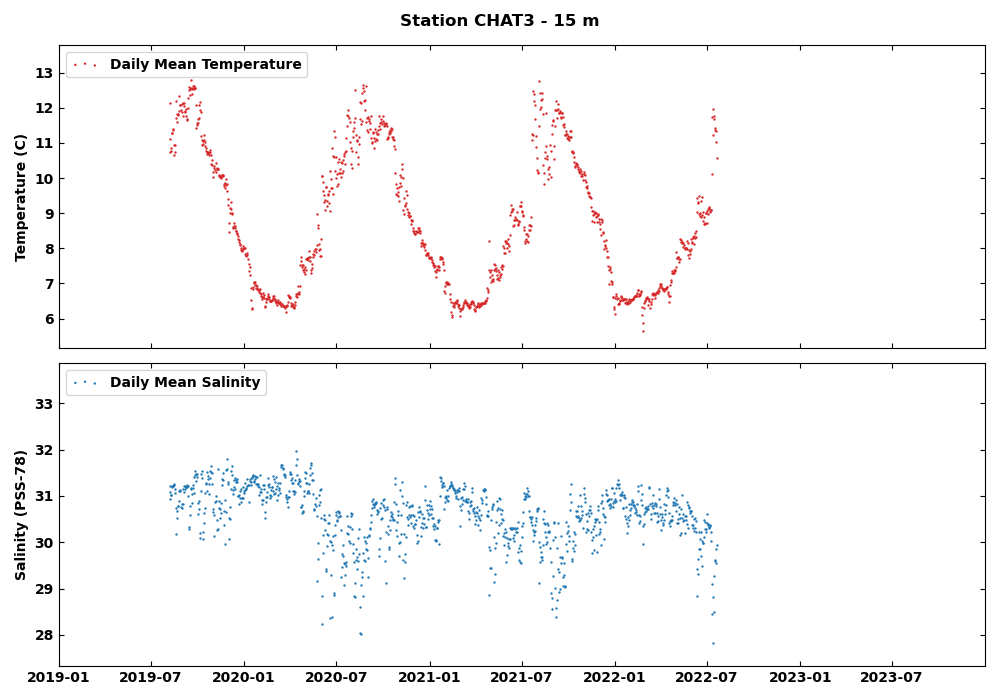 Station CHAT3 - 15 m
Daily Mean Temperature
Temperature (C)
13
12
11
10
9
8
7
6
Daily Mean Salinity
Salinity (PSS-78)
33
32
31
30
29
28
2019-01 2019-07 2020-01 2020-07 2021-01 2021-07 2022-01 2022-07 2023-01 2023-07